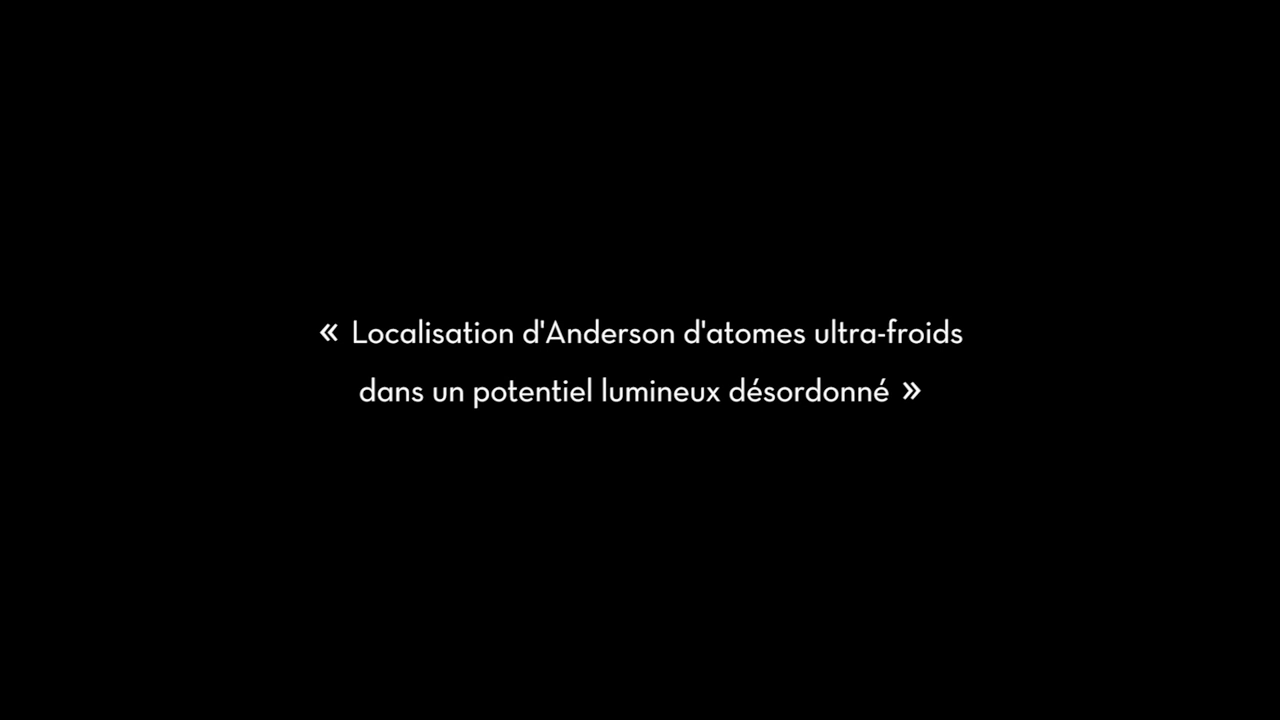 « Localisation d'Anderson d'atomes ultra-froids
dans un potentiel lumineux désordonné »